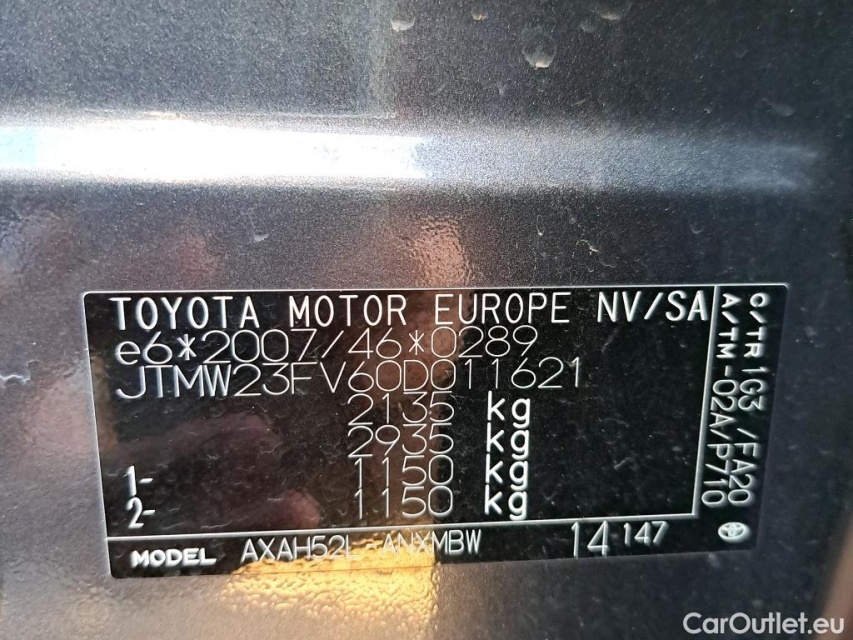 TOYOTA MOTOR EUROPE NV/SA
e6*2007/46*0289
JTMW23FV60D011621
2135 kg
2935 kg
1- 1150 kg
2- 1150 kg
MODEL AXAH52L-ANXMBW 14 147
C/TR 1G3 /FA20
A/TM -02A/P710
CarOutlet.eu